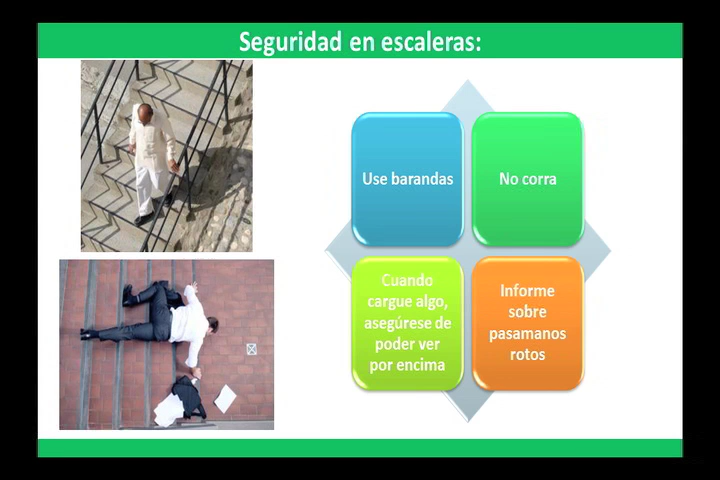 Seguridad en escaleras:
Use barandas
No corra
Cuando
cargue algo,
asegúrese de
poder ver
por encima
Informe
sobre
pasamanos
rotos